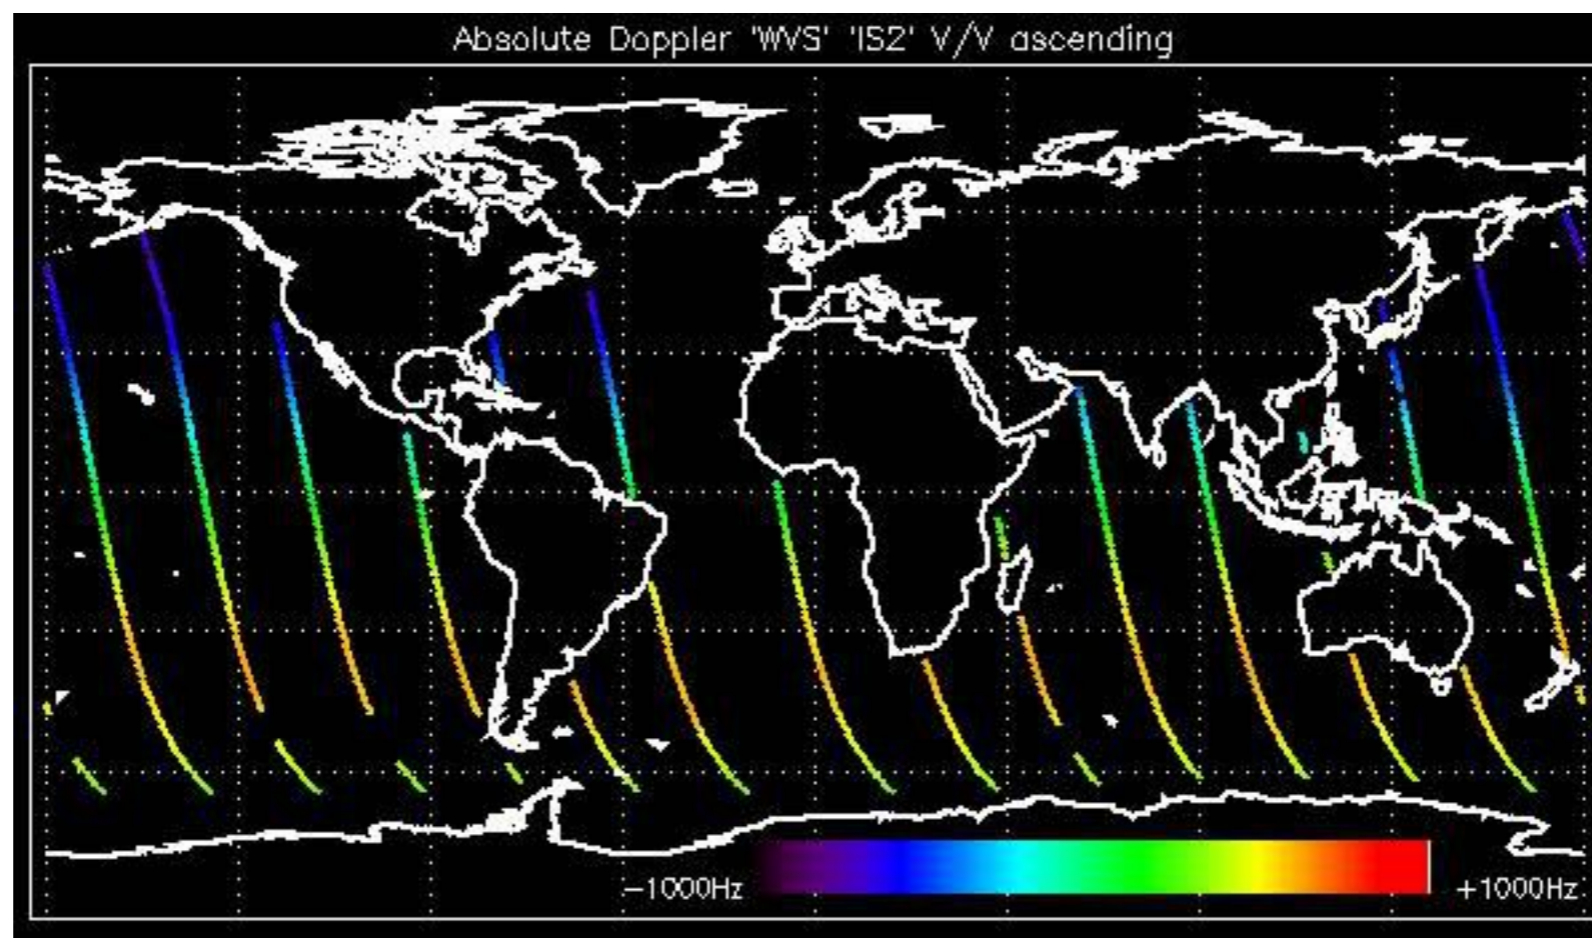 Absolute Doppler 'WVS' 'IS2' V/V ascending
−1000Hz +1000Hz